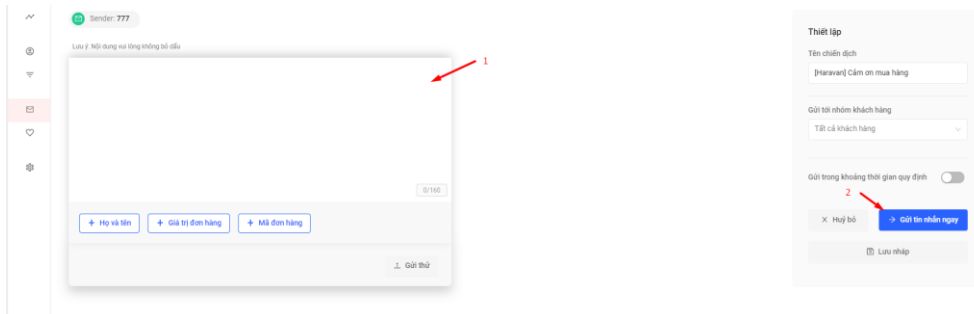 Sender: 777
Lưu ý: Nội dung vui lòng không bỏ dấu
1
0/160
+ Họ và tên
+ Giá trị đơn hàng
+ Mã đơn hàng
Gửi thử
Thiết lập
Tên chiến dịch
[Haravan] Cảm ơn mua hàng
Gửi tới nhóm khách hàng
Tất cả khách hàng
Gửi trong khoảng thời gian quy định
2
Huỷ bỏ
Gửi tin nhắn ngay
Lưu nháp